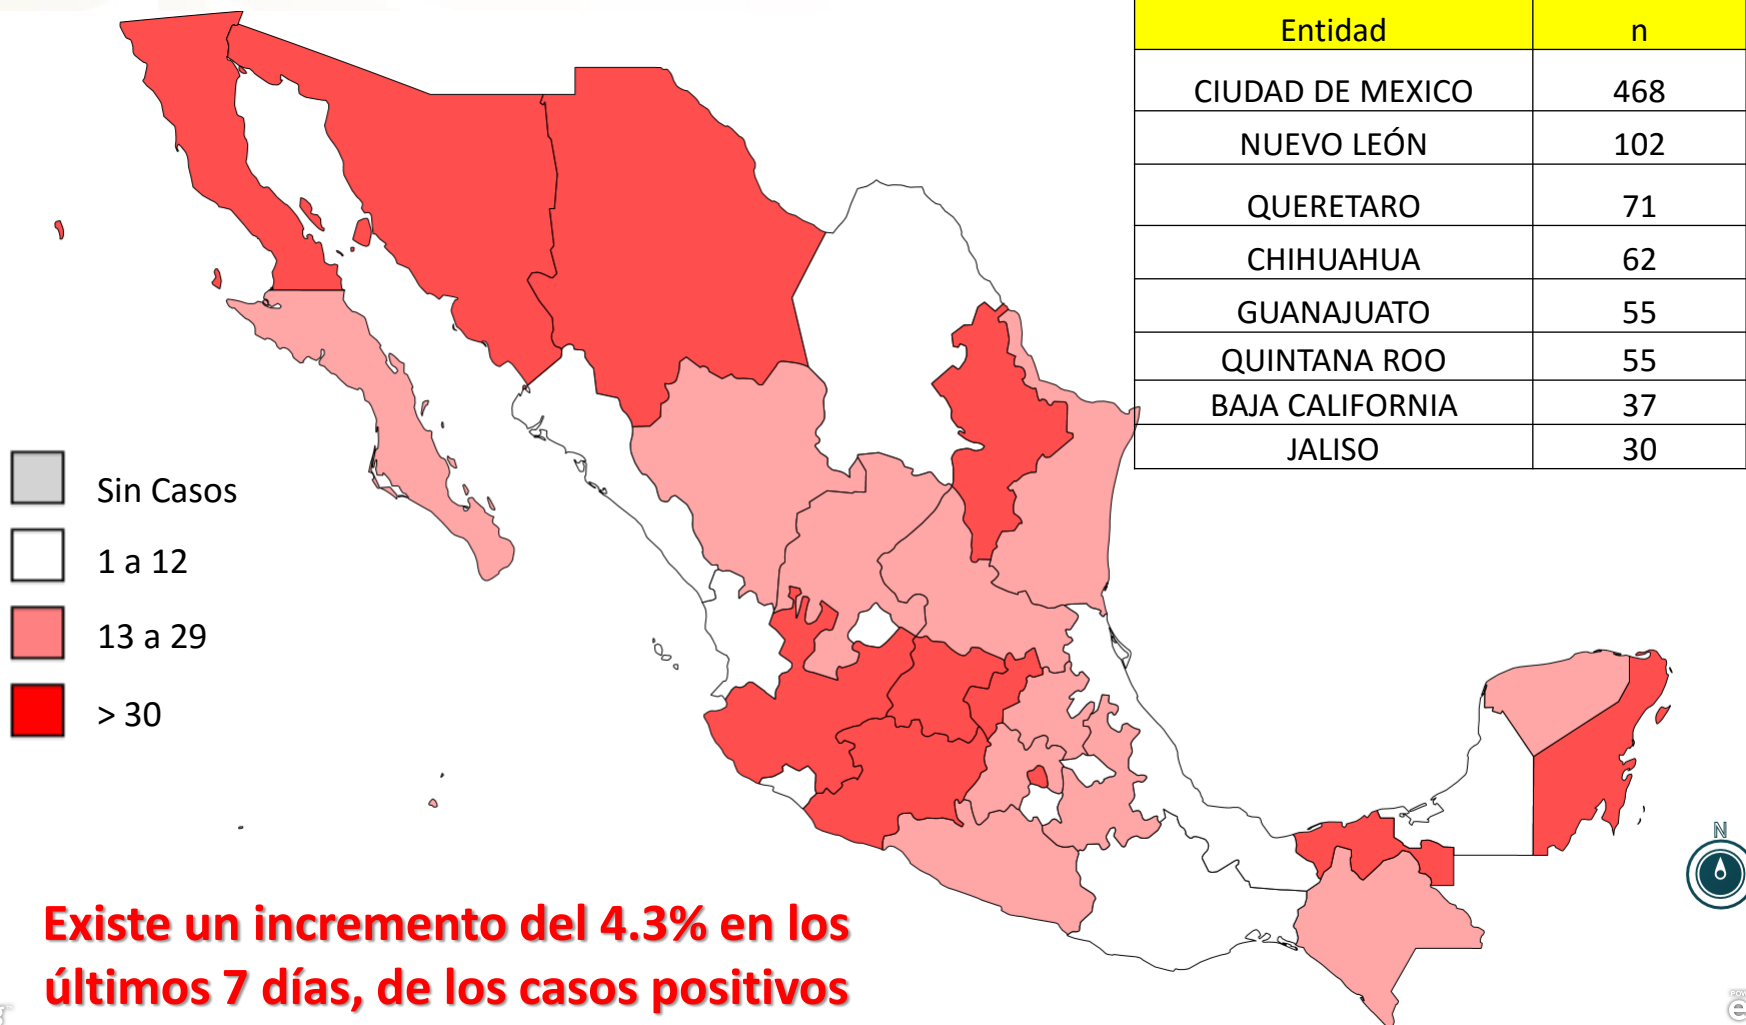 Entidad n
CIUDAD DE MEXICO 468
NUEVO LEÓN 102
QUERETARO 71
CHIHUAHUA 62
GUANAJUATO 55
QUINTANA ROO 55
BAJA CALIFORNIA 37
JALISO 30
Sin Casos
1 a 12
13 a 29
> 30
N
Existe un incremento del 4.3% en los
últimos 7 días, de los casos positivos